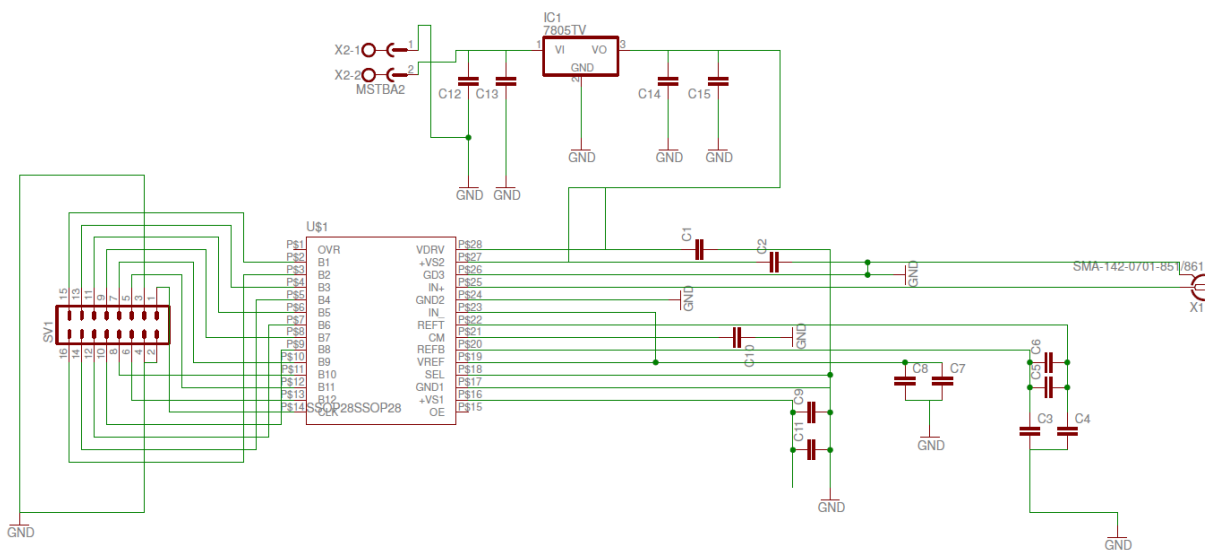 IC1
7805TV
X2-1
1
1
VI
VO
3
GND
2
X2-2
2
MSTBA2
C12
C13
C14
C15
GND
GND
GND
GND
U$1
P$1
OVR
VDRV
P$28
C1
C2
P$2
B1
+VS2
P$27
P$3
B2
GD3
P$26
GND
SMA-142-0701-851/861
P$4
B3
IN+
P$25
X1
P$5
B4
GND2
P$24
GND
P$6
B5
IN_
P$23
P$7
B6
REFT
P$22
P$8
B7
CM
P$21
C10
GND
P$9
B8
REFB
P$20
C6
P$10
B9
VREF
P$19
C5
P$11
B10
SEL
P$18
C8
C7
P$12
B11
GND1
P$17
P$13
B12
+VS1
P$16
C9
P$14
CLK
SSOP28SSOP28
OE
P$15
C11
C3
C4
15
13
11
9
7
5
3
1
SV1
16
14
12
10
8
6
4
2
GND
GND
GND
GND